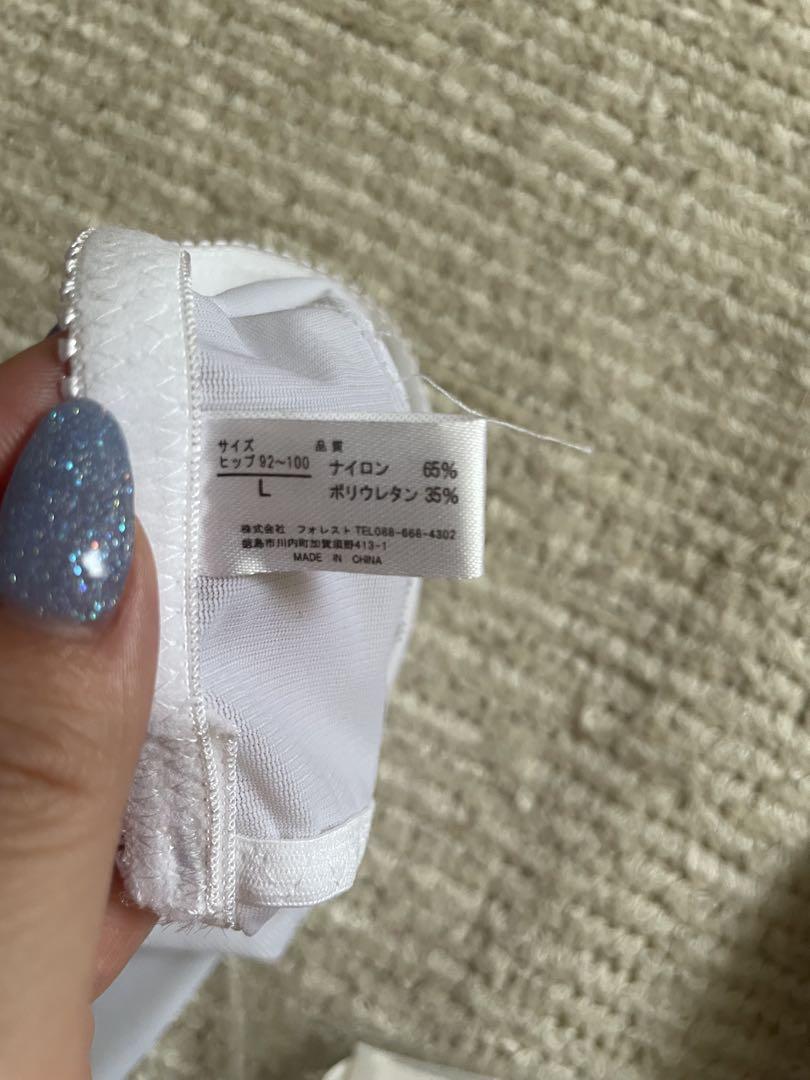 サイズ 品質
ヒップ 92〜100 ナイロン 65%
L ポリウレタン 35%
株式会社 フォレスト TEL088-666-4302
徳島市川内町加賀須野413-1
MADE IN CHINA